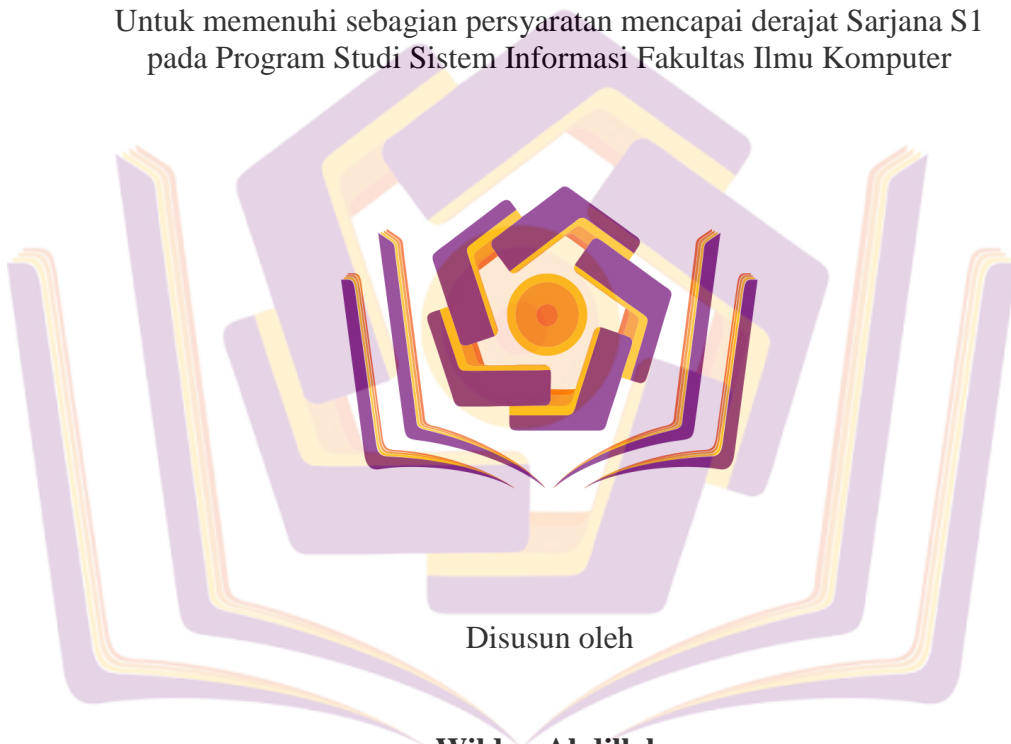 Untuk memenuhi sebagian persyaratan mencapai derajat Sarjana S1
pada Program Studi Sistem Informasi Fakultas Ilmu Komputer
Disusun oleh